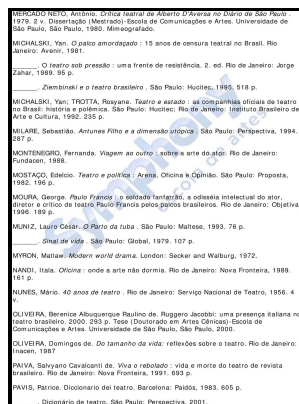 MERCADO NETO, Antônio. Crítica teatral de Alberto D'Aversa no Diário de São Paulo .
1979. 2 v. Dissertação (Mestrado)-Escola de Comunicações e Artes. Universidade de
São Paulo, São Paulo, 1980. Mimeografado.
MICHALSKI, Yan. O palco amordaçado : 15 anos de censura teatral no Brasil. Rio
Janeiro: Avenir, 1981.
______. O teatro sob pressão : uma frente de resistência. 2. ed. Rio de Janeiro: Jorge
Zahar, 1989. 95 p.
______. Ziembinski e o teatro brasileiro . São Paulo: Hucitec, 1995. 518 p.
MICHALSKI, Yan; TROTTA, Rosyane. Teatro e estado : as companhias oficiais de teatro
no Brasil: história e polêmica. São Paulo: Hucitec; Rio de Janeiro: Instituto Brasileiro de
Arte e Cultura, 1992. 235 p.
MILARE, Sebastião. Antunes Filho e a dimensão utópica . São Paulo: Perspectiva, 1994.
287 p.
MONTENEGRO, Fernanda. Viagem ao outro : sobre a arte do ator. Rio de Janeiro:
Fundacen, 1988.
MOSTAÇO, Edelcio. Teatro e política : Arena, Oficina e Opinião. São Paulo: Proposta,
1982. 196 p.
MOURA, George. Paulo Francis : o soldado fanfarrão, a odisséia intelectual do ator,
diretor e crítico de teatro Paulo Francis pelos palcos brasileiros. Rio de Janeiro: Objetiva,
1996. 189 p.
MUNIZ, Lauro César. O Parto da tuba . São Paulo: Maltese, 1993. 76 p.
______. Sinal de vida . São Paulo: Global, 1979. 107 p.
MYRON, Matlaw. Modern world drama. London: Secker and Walburg, 1972.
NANDI, Itala. Oficina : onde a arte não dormia. Rio de Janeiro: Nova Fronteira, 1989.
161 p.
NUNES, Mário. 40 anos de teatro . Rio de Janeiro: Serviço Nacional de Teatro, 1956. 4
v.
OLIVEIRA, Berenice Albuquerque Raulino de. Ruggero Jacobbi: uma presença italiana no
teatro brasileiro. 2000. 293 p. Tese (Doutorado em Artes Cênicas)-Escola de
Comunicações e Artes. Universidade de São Paulo, São Paulo, 2000.
OLIVEIRA, Domingos de. Do tamanho da vida: reflexões sobre o teatro. Rio de Janeiro:
Inacen, 1987
PAIVA, Salvyano Cavalcanti de. Viva o rebolado : vida e morte do teatro de revista
brasileiro. Rio de Janeiro: Nova Fronteira, 1991. 693 p.
PAVIS, Patrice. Diccionario dei teatro. Barcelona: Paidós, 1983. 605 p.
______. Dicionário de teatro. São Paulo: Perspectiva, 2001.